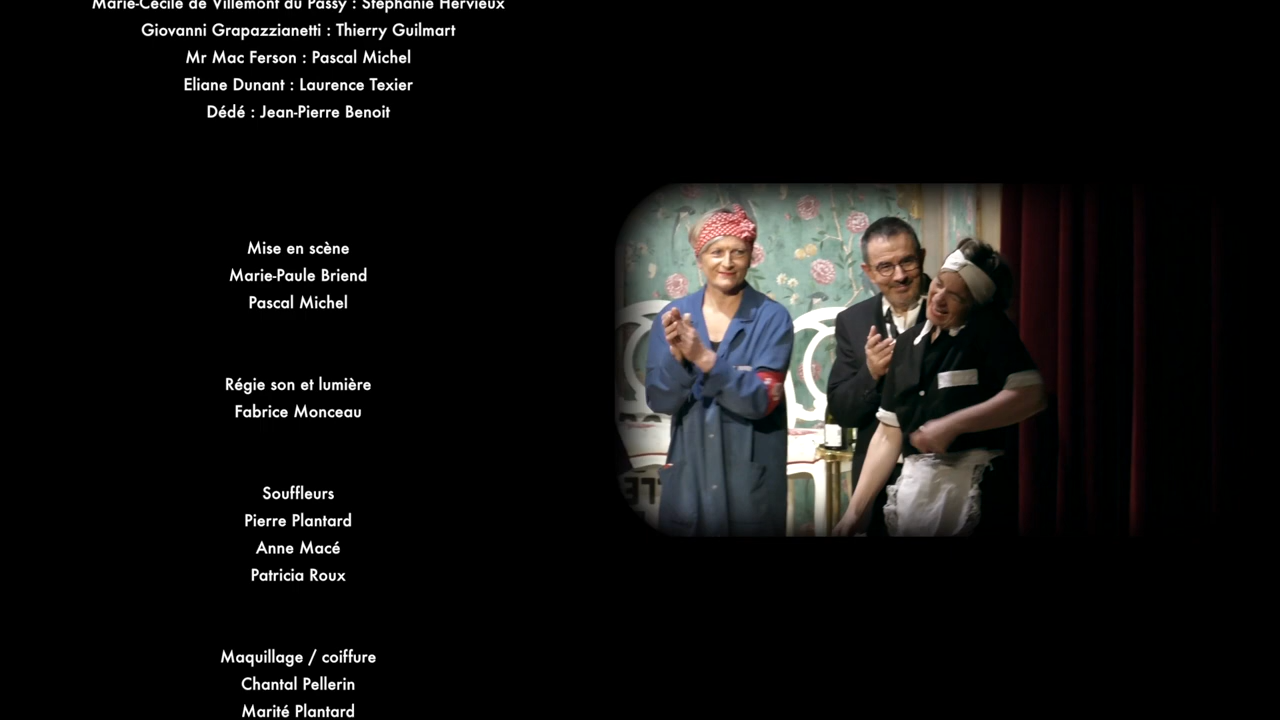 Marie-Cécile de Villemont du Passy : Stéphanie Hervieux
Giovanni Grapazzianetti : Thierry Guilmart
Mr Mac Ferson : Pascal Michel
Eliane Dunant : Laurence Texier
Dédé : Jean-Pierre Benoit
Mise en scène
Marie-Paule Briend
Pascal Michel
Régie son et lumière
Fabrice Monceau
Souffleurs
Pierre Plantard
Anne Macé
Patricia Roux
Maquillage / coiffure
Chantal Pellerin
Marité Plantard